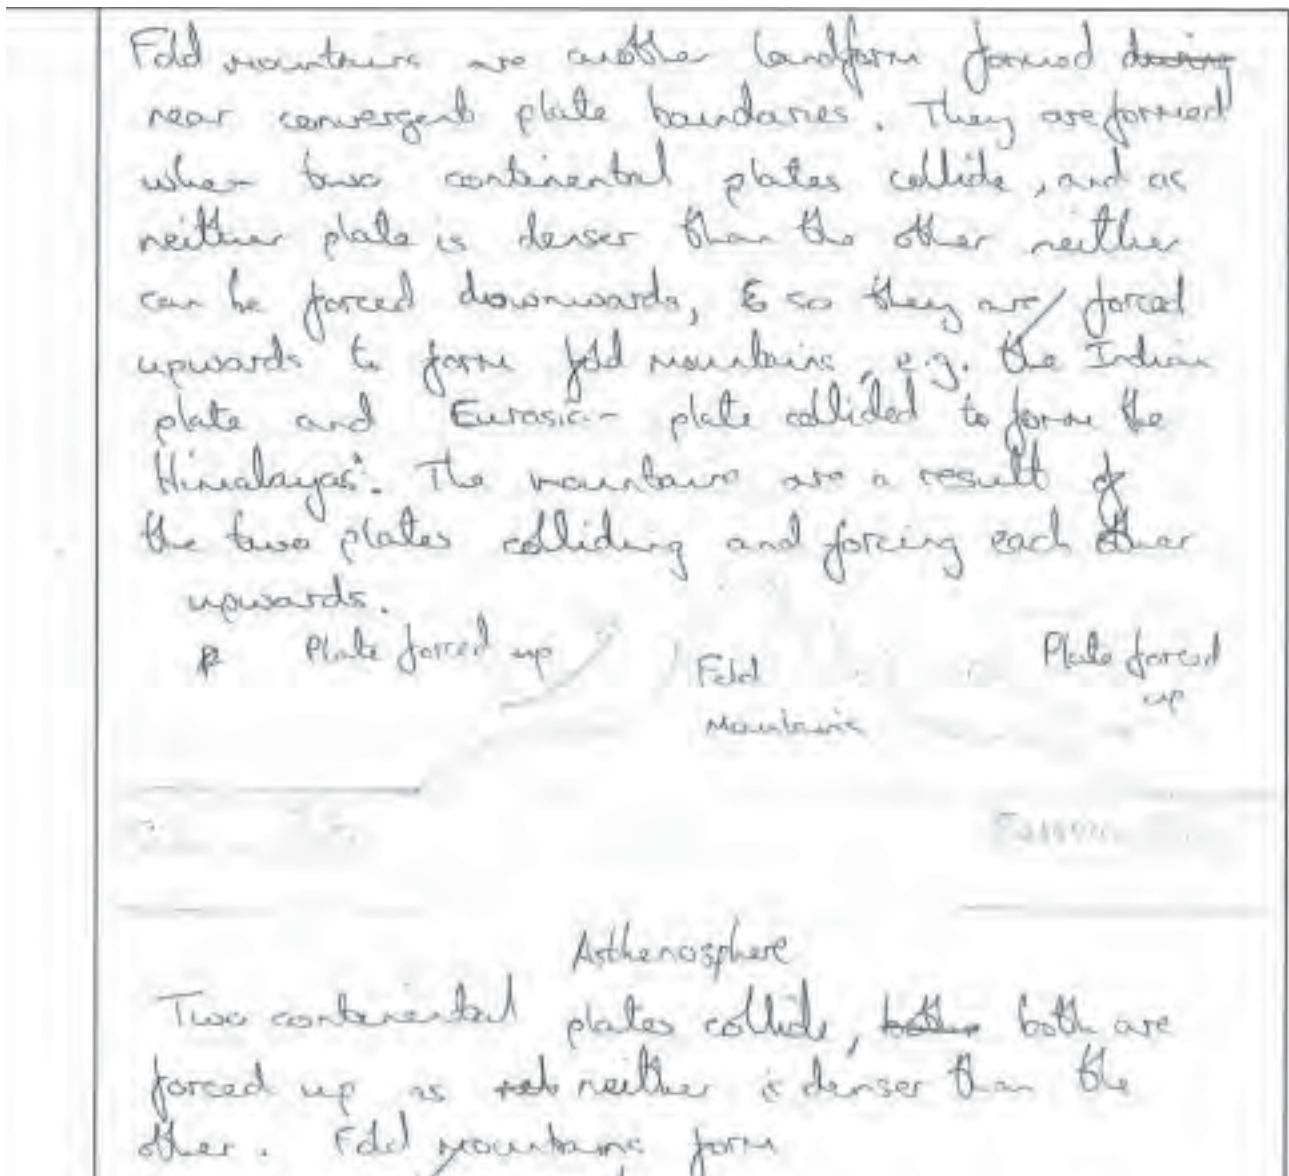 Fold mountains are another landform formed during
near convergent plate boundaries. They are formed
when two continental plates collide, and as
neither plate is denser than the other neither
can be forced downwards, & so they are forced
upwards to form fold mountains, e.g. the Indian
plate and Eurasian plate collided to form the
Himalayas. The mountains are a result of
the two plates colliding and forcing each other
upwards.
Plate forced up
Fold
Mountains
Plate forced
up
Asthenosphere
Two continental plates collide, both are
forced up as neither is denser than the
other. Fold mountains form